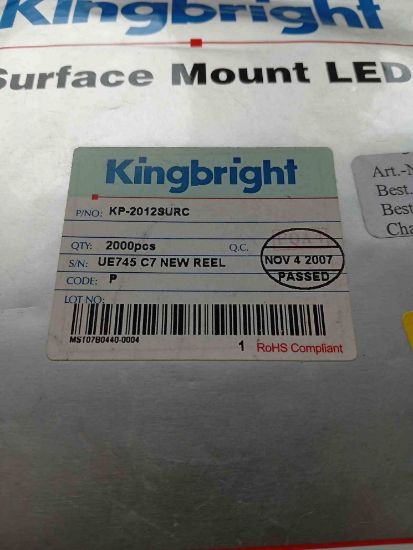 Kingbright
Surface Mount LED
Kingbright
P/NO: KP-2012SURC
QTY: 2000pcs Q.C.
S/N: UE745 C7 NEW REEL
NOV 4 2007
PASSED
CODE: P
LOT NO:
MST07B0440-0004
1 RoHS Compliant
Art.-N
Best.
Best
Cha